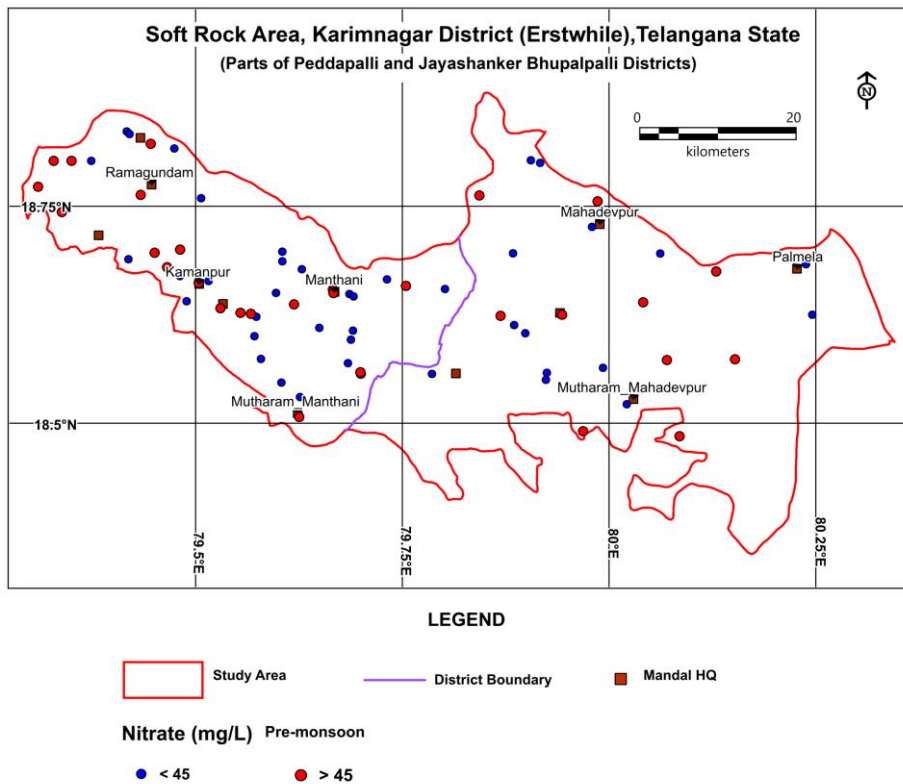 Soft Rock Area, Karimnagar District (Erstwhile),Telangana State
(Parts of Peddapalli and Jayashanker Bhupalpalli Districts)
N
0 20
kilometers
Ramagundam
18.75°N
Mahadevpur
Palmela
Kamanpur
Manthani
Mutharam_Manthani
Mutharam_Mahadevpur
18.5°N
79.5°E
79.75°E
80°E
80.25°E
LEGEND
Study Area
District Boundary
Mandal HQ
Nitrate (mg/L) Pre-monsoon
< 45
> 45